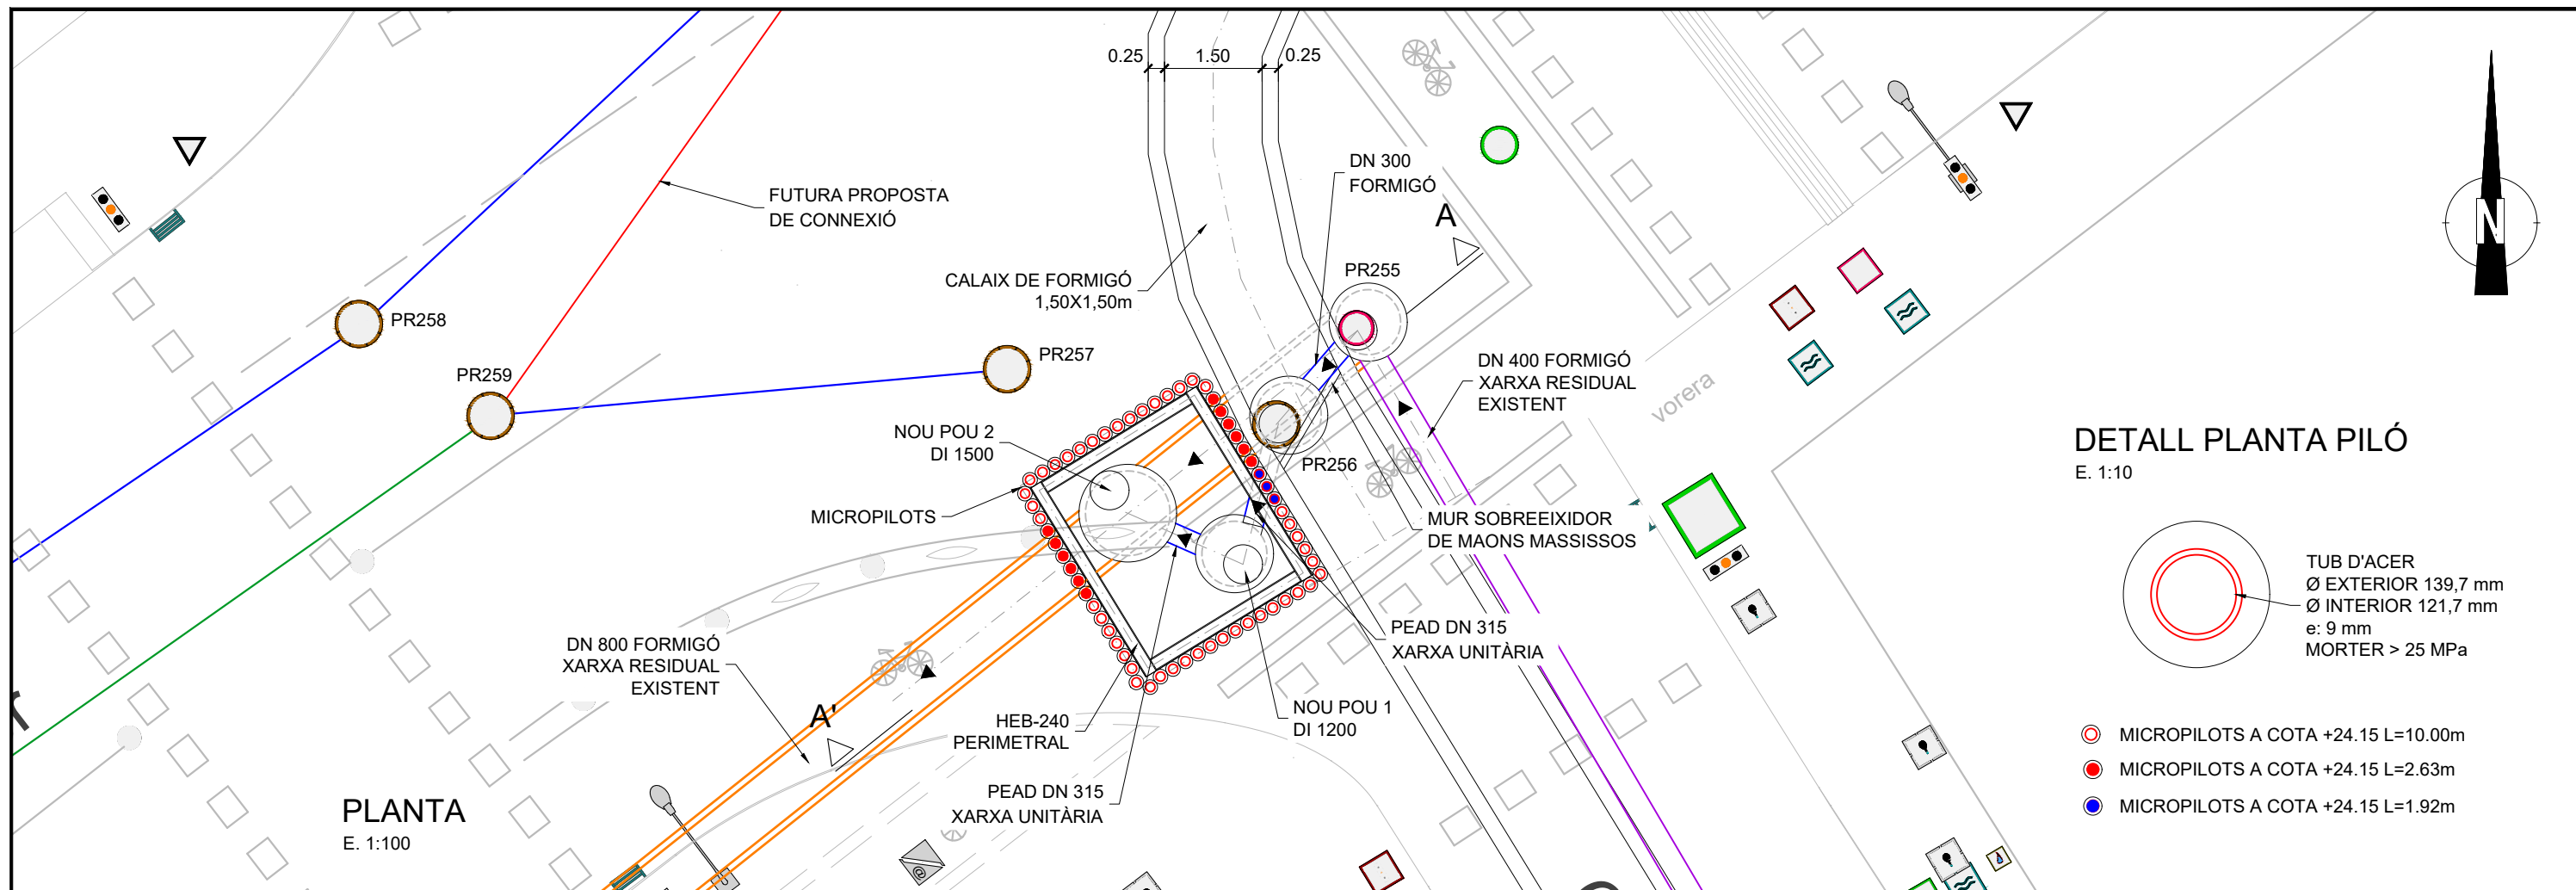 0.25
1.50
0.25
DN 300
FORMIGÓ
A
FUTURA PROPOSTA
DE CONNEXIÓ
N
CALAIX DE FORMIGÓ
1,50X1,50m
PR255
PR258
PR257
PR259
DN 400 FORMIGÓ
XARXA RESIDUAL
EXISTENT
vorera
NOU POU 2
DI 1500
PR256
DETALL PLANTA PILÓ
E. 1:10
MICROPILOTS
MUR SOBREEIXIDOR
DE MAONS MASSISSOS
TUB D'ACER
Ø EXTERIOR 139,7 mm
Ø INTERIOR 121,7 mm
e: 9 mm
MORTER > 25 MPa
DN 800 FORMIGÓ
XARXA RESIDUAL
EXISTENT
PEAD DN 315
XARXA UNITÀRIA
A'
HEB-240
PERIMETRAL
NOU POU 1
DI 1200
MICROPILOTS A COTA +24.15 L=10.00m
MICROPILOTS A COTA +24.15 L=2.63m
MICROPILOTS A COTA +24.15 L=1.92m
PEAD DN 315
XARXA UNITÀRIA
PLANTA
E. 1:100
@